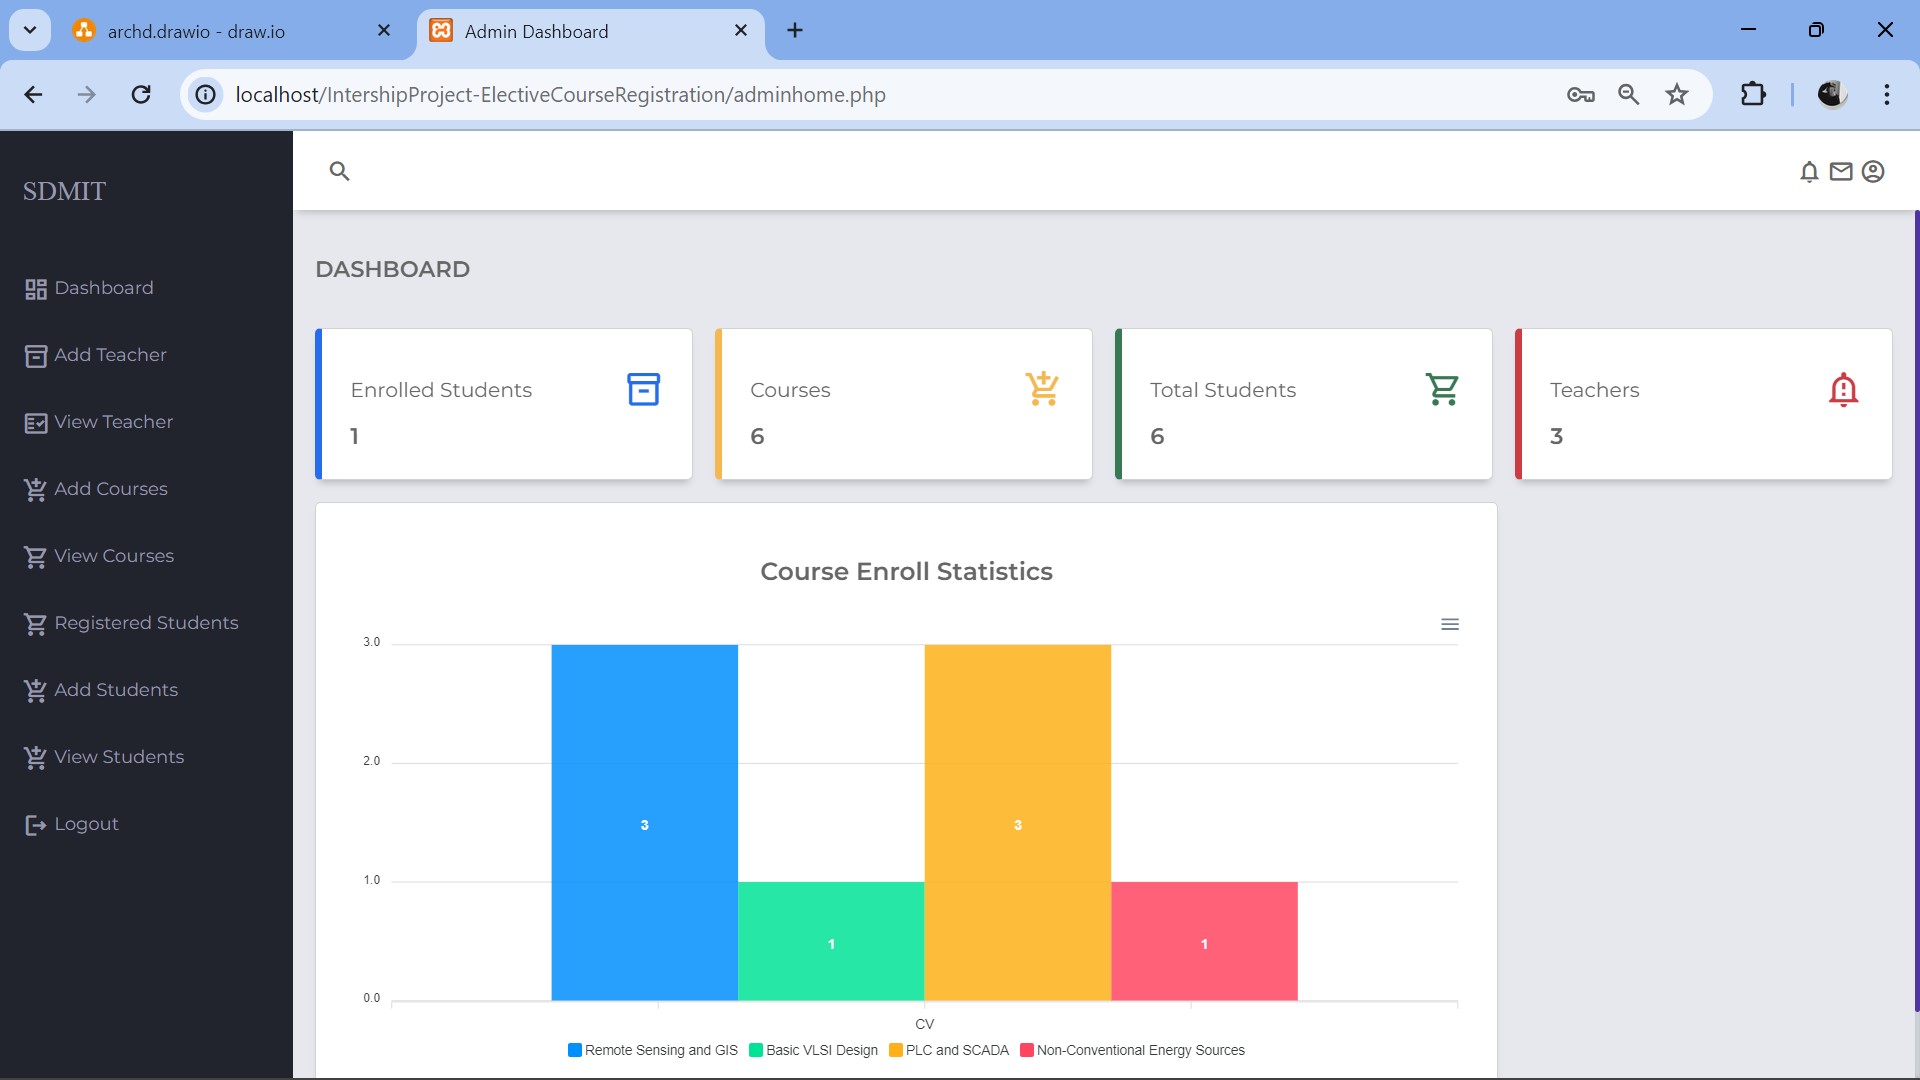 archd.drawio - draw.io
Admin Dashboard
localhost/IntershipProject-ElectiveCourseRegistration/adminhome.php
SDMIT
Dashboard
Add Teacher
View Teacher
Add Courses
View Courses
Registered Students
Add Students
View Students
Logout
DASHBOARD
Enrolled Students
1
Courses
6
Total Students
6
Teachers
3
Course Enroll Statistics
3.0
2.0
1.0
0.0
3
1
3
1
CV
Remote Sensing and GIS Basic VLSI Design PLC and SCADA Non-Conventional Energy Sources